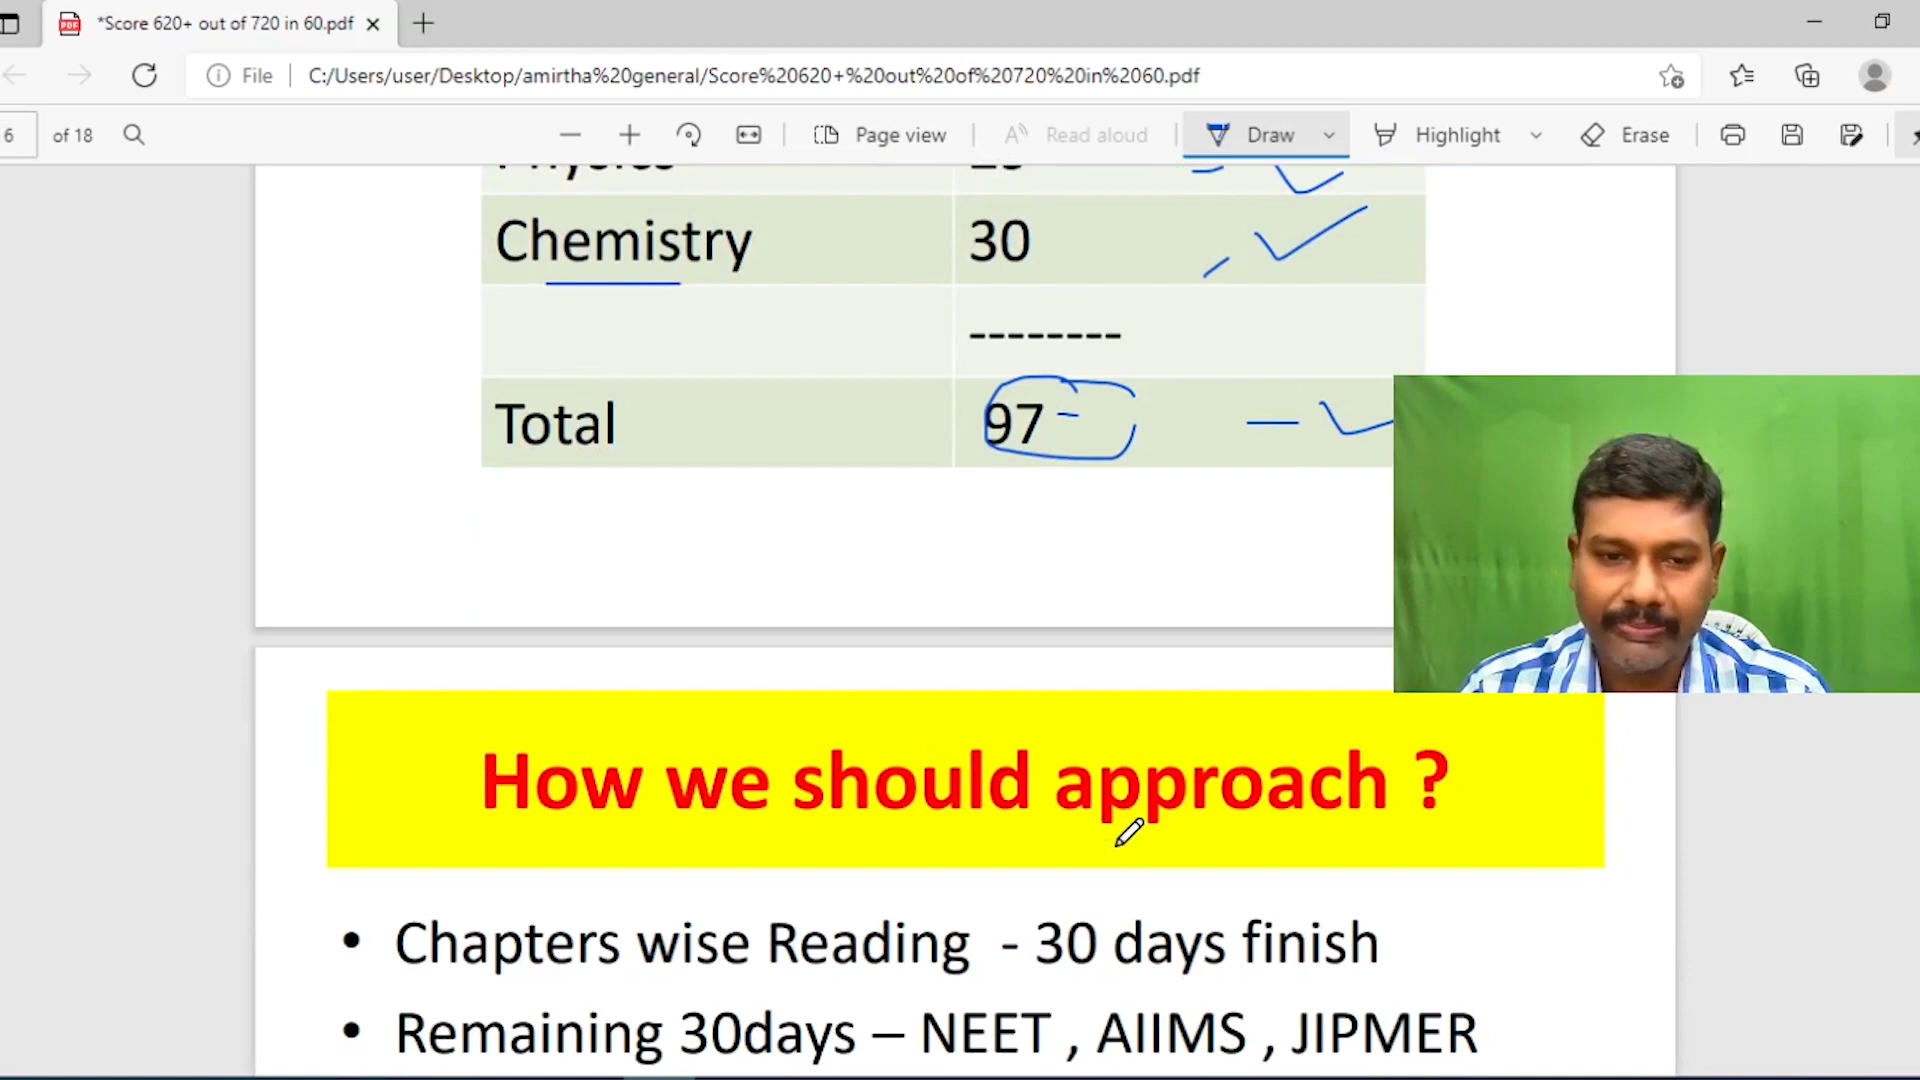 *Score 620+ out of 720 in 60.pdf
File
C:/Users/user/Desktop/amirtha%20general/Score%20620+%20out%20of%20720%20in%2060.pdf
6 of 18
Page view
Read aloud
Draw
Highlight
Erase
Physics
Chemistry 30
--------
Total 97
How we should approach ?
• Chapters wise Reading - 30 days finish
• Remaining 30days – NEET , AIIMS , JIPMER